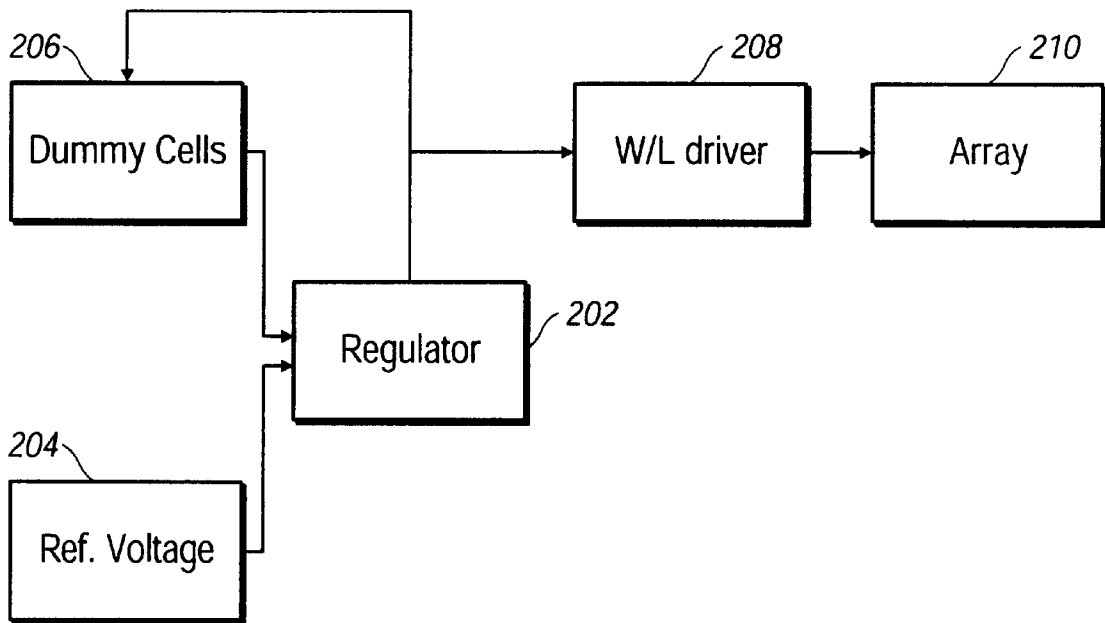 206
Dummy Cells
208
W/L driver
210
Array
202
Regulator
204
Ref. Voltage